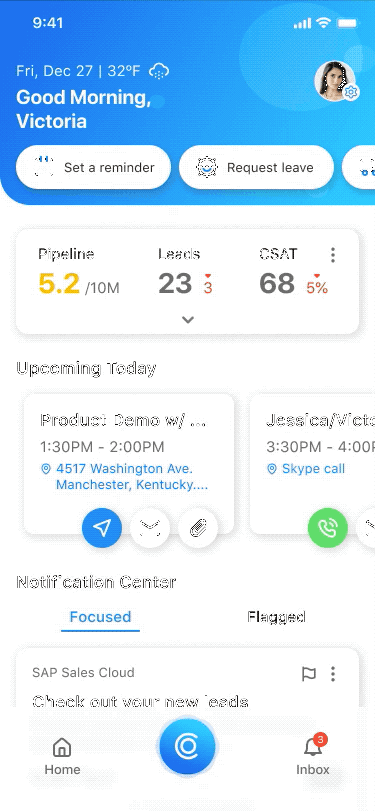 9:41
Fri, Dec 27 | 32ºF
Good Morning,
Victoria
Set a reminder
Request leave
Pipeline
Leads
CSAT
5.2 /10M
23 3
68 5%
Upcoming Today
Product Demo w/ ...
1:30PM - 2:00PM
4517 Washington Ave.
Manchester, Kentucky....
Jessica/Victo
3:30PM - 4:00P
Skype call
Notification Center
Focused
Flagged
SAP Sales Cloud
Check out your new leads
Home
3
Inbox